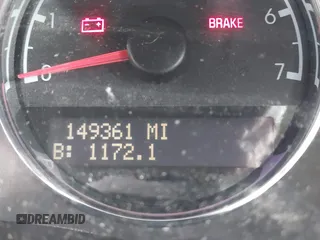 1 BRAKE 6
0 7
149361 MI
B: 1172.1
DREAMBID